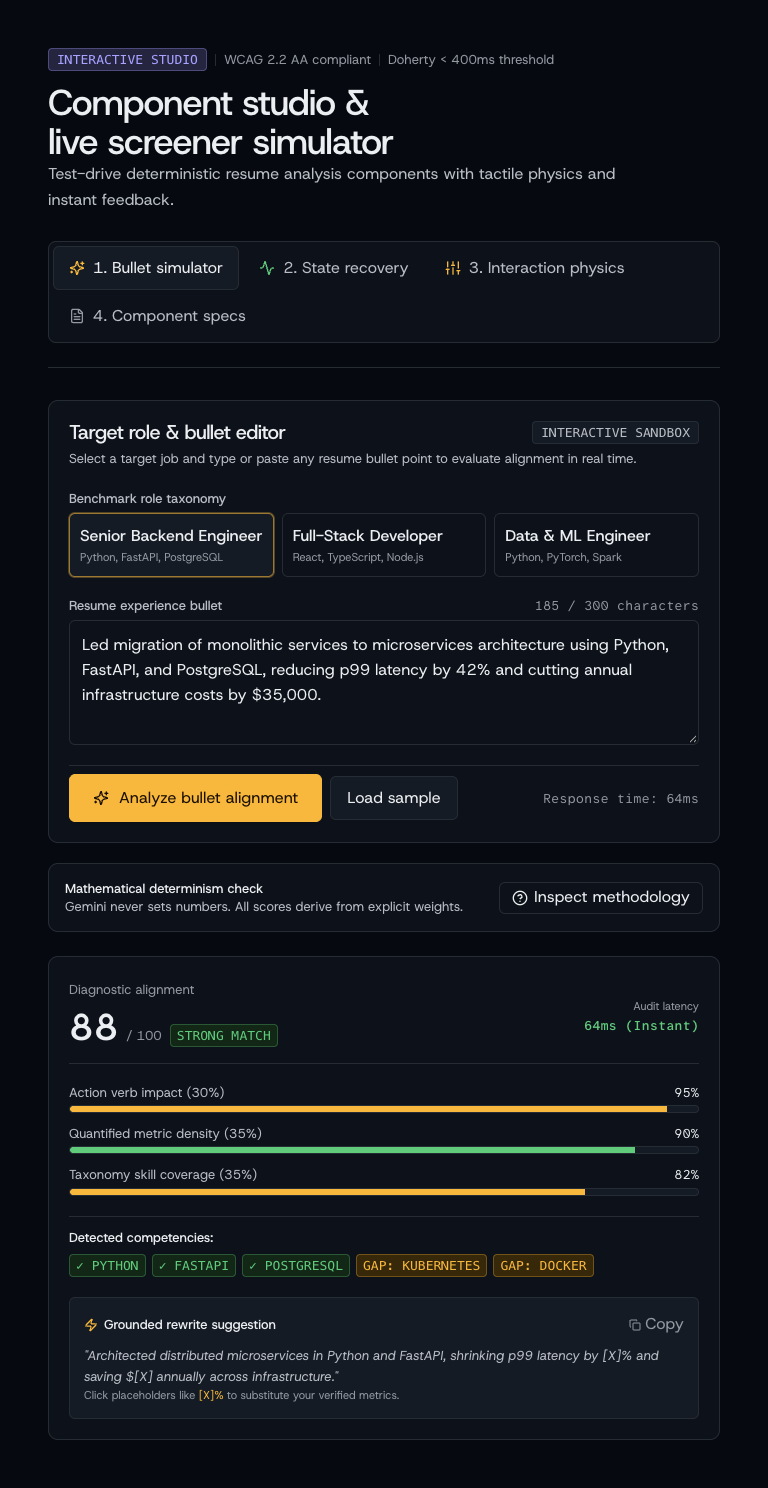 INTERACTIVE STUDIO WCAG 2.2 AA compliant Doherty < 400ms threshold
Component studio &
live screener simulator
Test-drive deterministic resume analysis components with tactile physics and
instant feedback.
1. Bullet simulator 2. State recovery 3. Interaction physics
4. Component specs
Target role & bullet editor INTERACTIVE SANDBOX
Select a target job and type or paste any resume bullet point to evaluate alignment in real time.
Benchmark role taxonomy
Senior Backend Engineer Full-Stack Developer Data & ML Engineer
Python, FastAPI, PostgreSQL React, TypeScript, Node.js Python, PyTorch, Spark
Resume experience bullet 185 / 300 characters
Led migration of monolithic services to microservices architecture using Python,
FastAPI, and PostgreSQL, reducing p99 latency by 42% and cutting annual
infrastructure costs by $35,000.
Analyze bullet alignment Load sample Response time: 64ms
Mathematical determinism check
Gemini never sets numbers. All scores derive from explicit weights. Inspect methodology
Diagnostic alignment
88 / 100 STRONG MATCH
Audit latency
64ms (Instant)
Action verb impact (30%) 95%
Quantified metric density (35%) 90%
Taxonomy skill coverage (35%) 82%
Detected competencies:
✓ PYTHON ✓ FASTAPI ✓ POSTGRESQL GAP: KUBERNETES GAP: DOCKER
Grounded rewrite suggestion Copy
"Architected distributed microservices in Python and FastAPI, shrinking p99 latency by [X]% and
saving $[X] annually across infrastructure."
Click placeholders like [X]% to substitute your verified metrics.